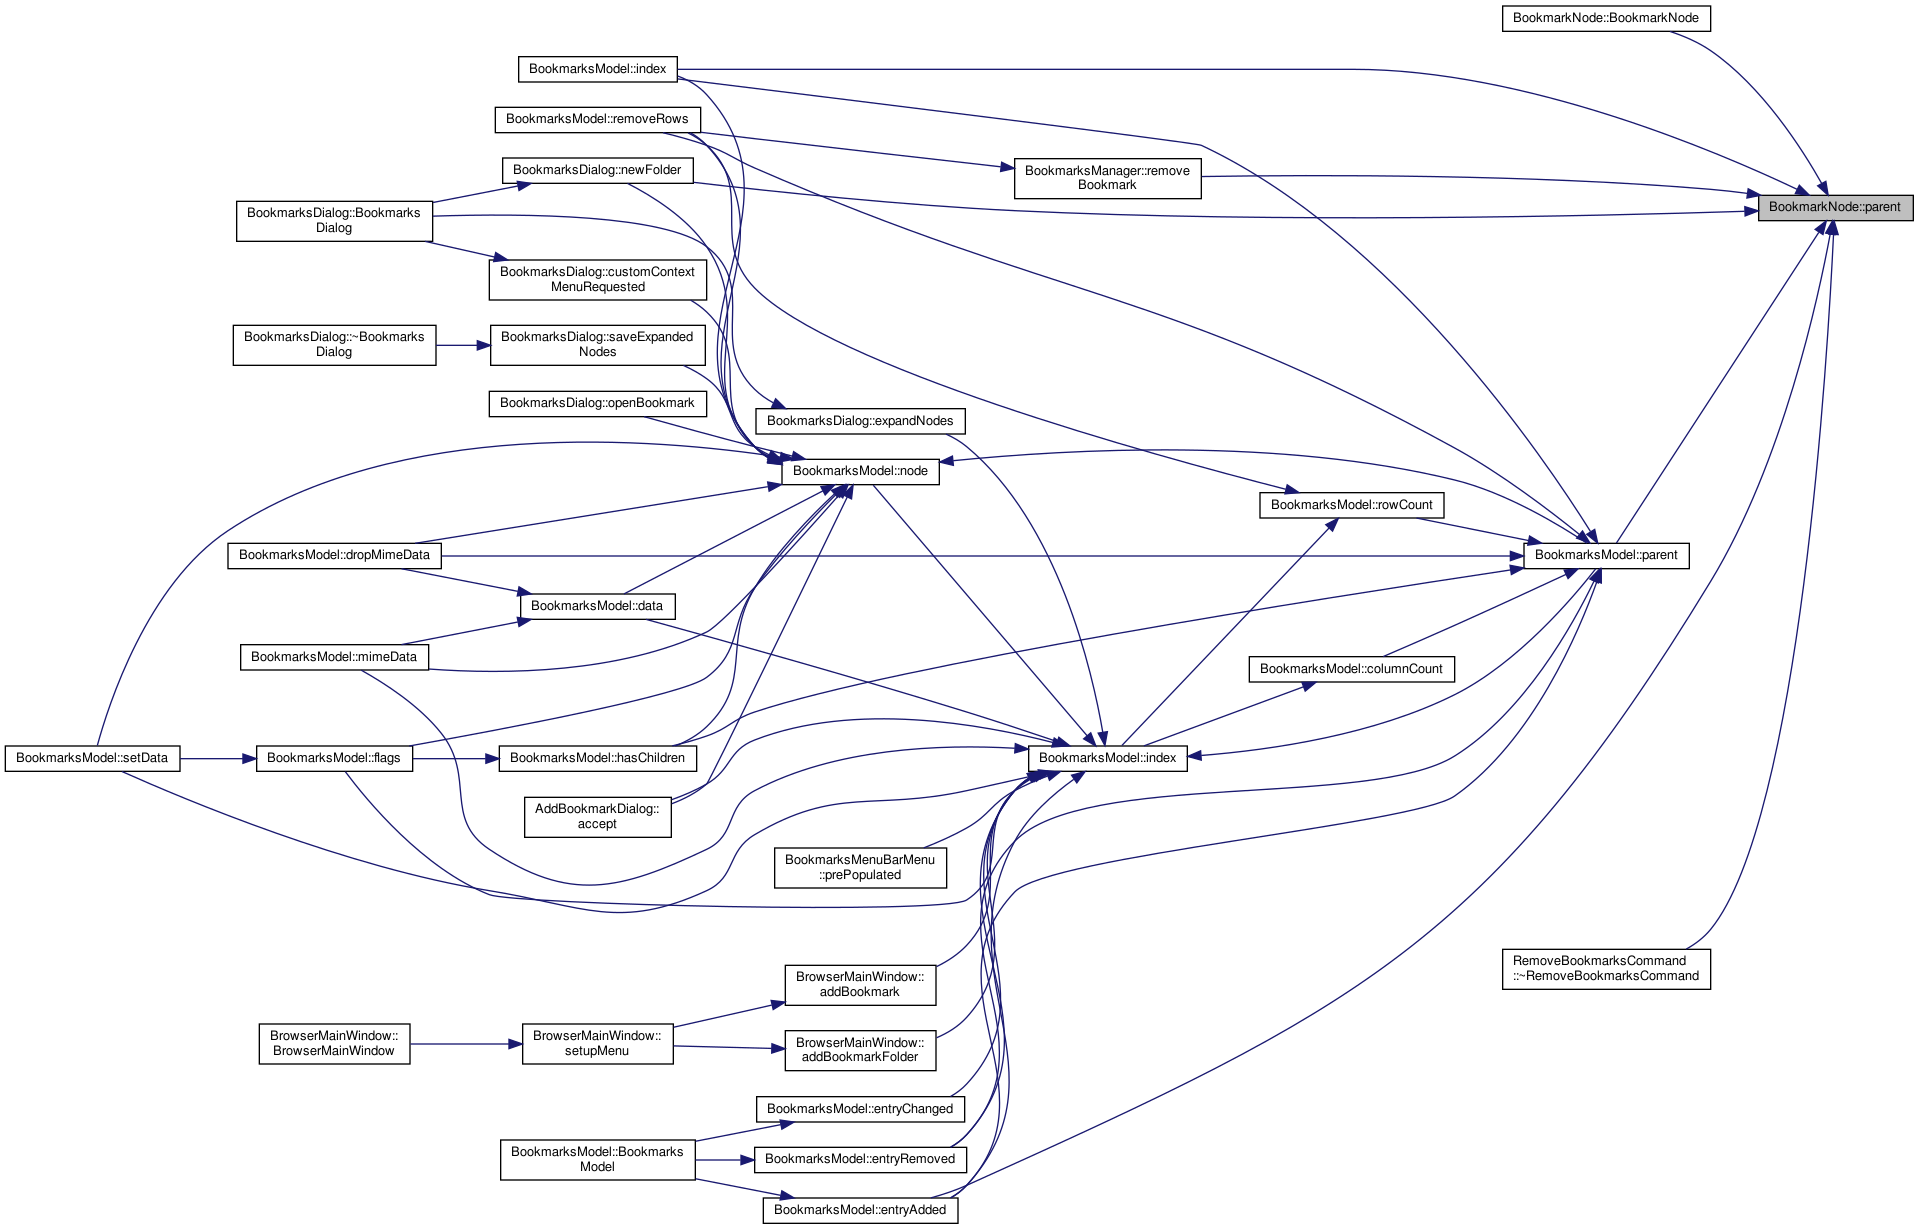 BookmarkNode::BookmarkNode
BookmarksModel::index
BookmarksModel::removeRows
BookmarksDialog::newFolder
BookmarksManager::remove
Bookmark
BookmarkNode::parent
BookmarksDialog::Bookmarks
Dialog
BookmarksDialog::customContext
MenuRequested
BookmarksDialog::~Bookmarks
Dialog
BookmarksDialog::saveExpanded
Nodes
BookmarksDialog::openBookmark
BookmarksDialog::expandNodes
BookmarksModel::node
BookmarksModel::rowCount
BookmarksModel::dropMimeData
BookmarksModel::parent
BookmarksModel::data
BookmarksModel::mimeData
BookmarksModel::columnCount
BookmarksModel::setData
BookmarksModel::flags
BookmarksModel::hasChildren
BookmarksModel::index
AddBookmarkDialog::
accept
BookmarksMenuBarMenu
::prePopulated
RemoveBookmarksCommand
::~RemoveBookmarksCommand
BrowserMainWindow::
addBookmark
BrowserMainWindow::
BrowserMainWindow
BrowserMainWindow::
setupMenu
BrowserMainWindow::
addBookmarkFolder
BookmarksModel::entryChanged
BookmarksModel::Bookmarks
Model
BookmarksModel::entryRemoved
BookmarksModel::entryAdded